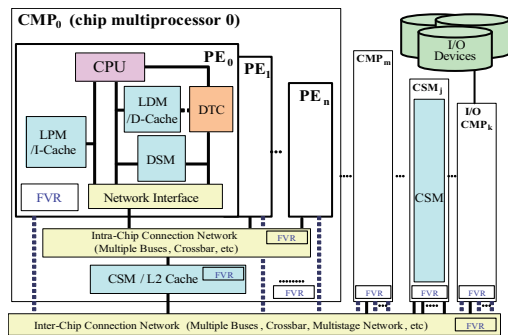 CMP0 (chip multiprocessor 0)
PE0
CPU
LDM
/D-Cache
DTC
LPM
/I-Cache
DSM
FVR
Network Interface
PE1
PE n
CMPm
I/O
Devices
CSMj
I/O
CMPk
CSM
Intra-Chip Connection Network
(Multiple Buses, Crossbar, etc)
FVR
CSM / L2 Cache
FVR
FVR
FVR
FVR
FVR
Inter-Chip Connection Network (Multiple Buses, Crossbar, Multistage Network, etc)
FVR